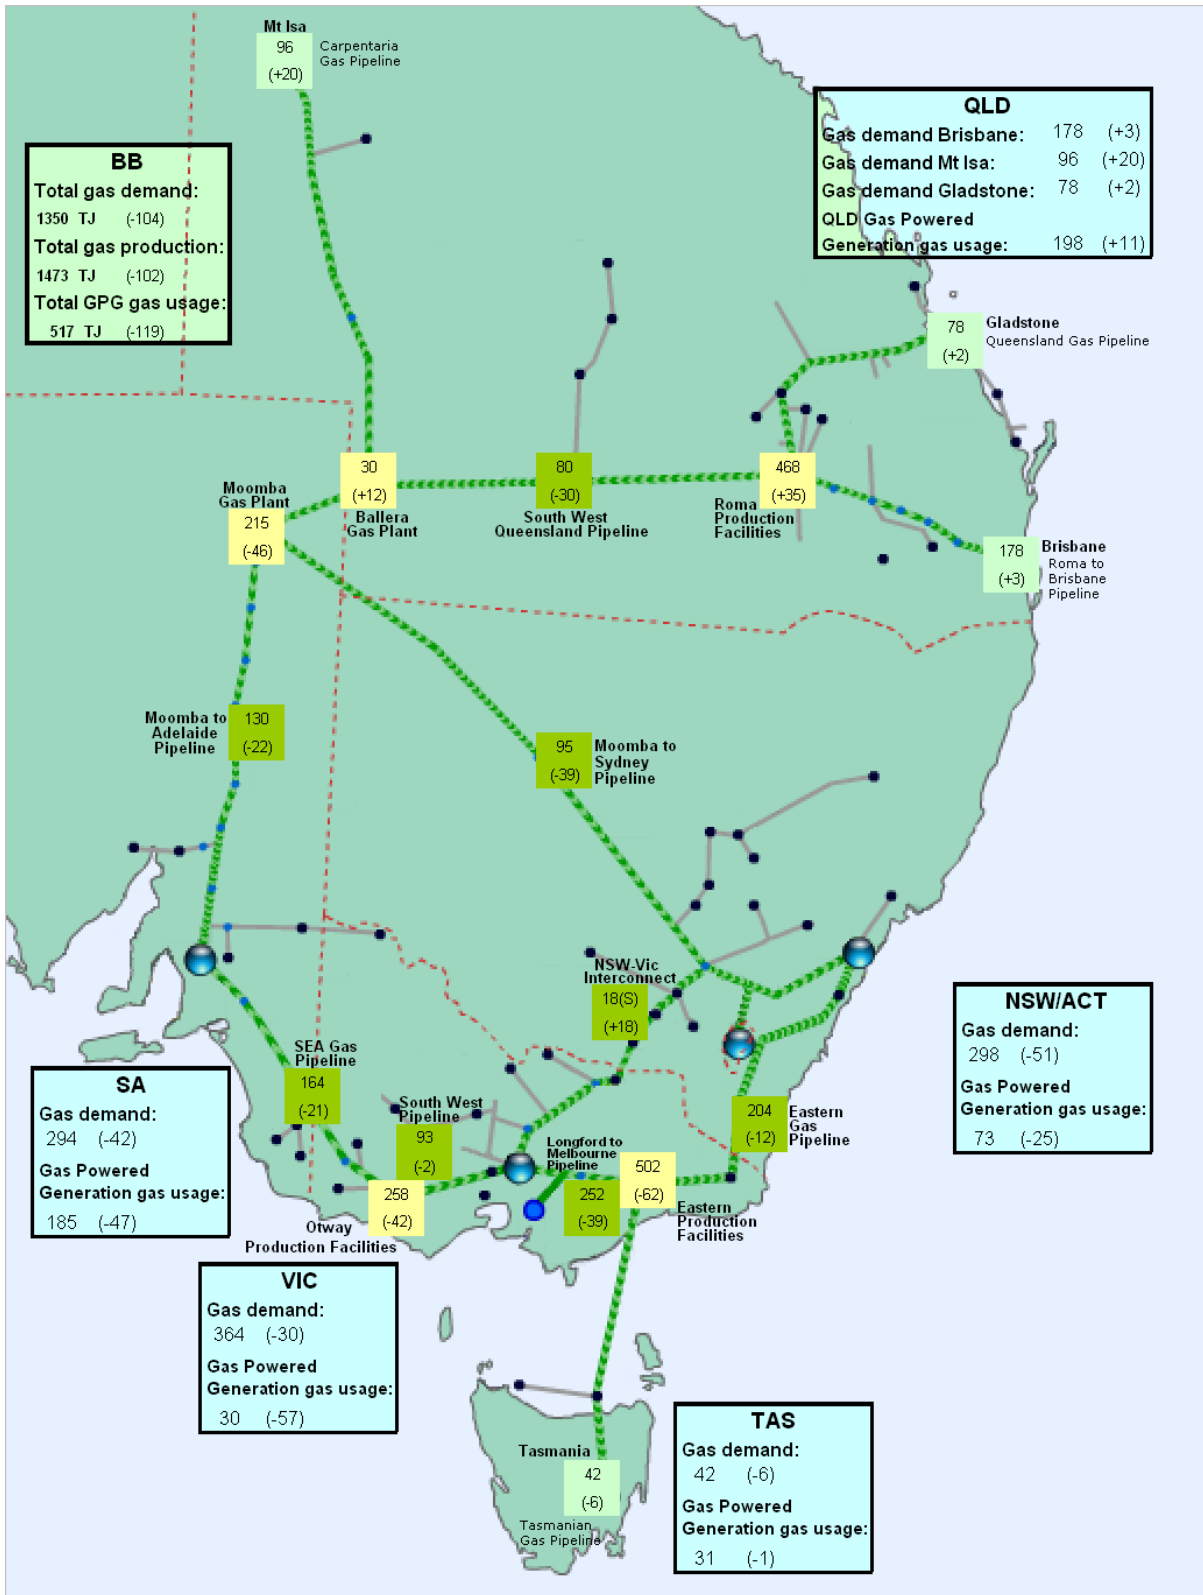 Mt Isa
96
(+20)
Carpentaria
Gas Pipeline
QLD
Gas demand Brisbane: 178 (+3)
Gas demand Mt Isa: 96 (+20)
Gas demand Gladstone: 78 (+2)
QLD Gas Powered
Generation gas usage: 198 (+11)
BB
Total gas demand:
1350 TJ (-104)
Total gas production:
1473 TJ (-102)
Total GPG gas usage:
517 TJ (-119)
78
(+2)
Gladstone
Queensland Gas Pipeline
30
(+12)
Ballera
Gas Plant
80
(-30)
South West
Queensland Pipeline
468
(+35)
Roma
Production
Facilities
Moomba
Gas Plant
215
(-46)
178
(+3)
Brisbane
Roma to
Brisbane
Pipeline
Moomba to
Adelaide
Pipeline
130
(-22)
95
(-39)
Moomba to
Sydney
Pipeline
NSW-Vic
Interconnect
18(S)
(+18)
NSW/ACT
Gas demand:
298 (-51)
Gas Powered
Generation gas usage:
73 (-25)
SEA Gas
Pipeline
164
(-21)
SA
Gas demand:
294 (-42)
Gas Powered
Generation gas usage:
185 (-47)
South West
Pipeline
93
(-2)
204
(-12)
Eastern
Gas
Pipeline
Longford to
Melbourne
Pipeline
252
(-39)
502
(-62)
Eastern
Production
Facilities
258
(-42)
Otway
Production Facilities
VIC
Gas demand:
364 (-30)
Gas Powered
Generation gas usage:
30 (-57)
TAS
Gas demand:
42 (-6)
Gas Powered
Generation gas usage:
31 (-1)
Tasmania
42
(-6)
Tasmanian
Gas Pipeline